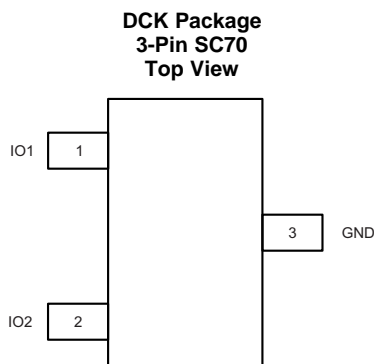 DCK Package
3-Pin SC70
Top View
IO1 1
3 GND
IO2 2